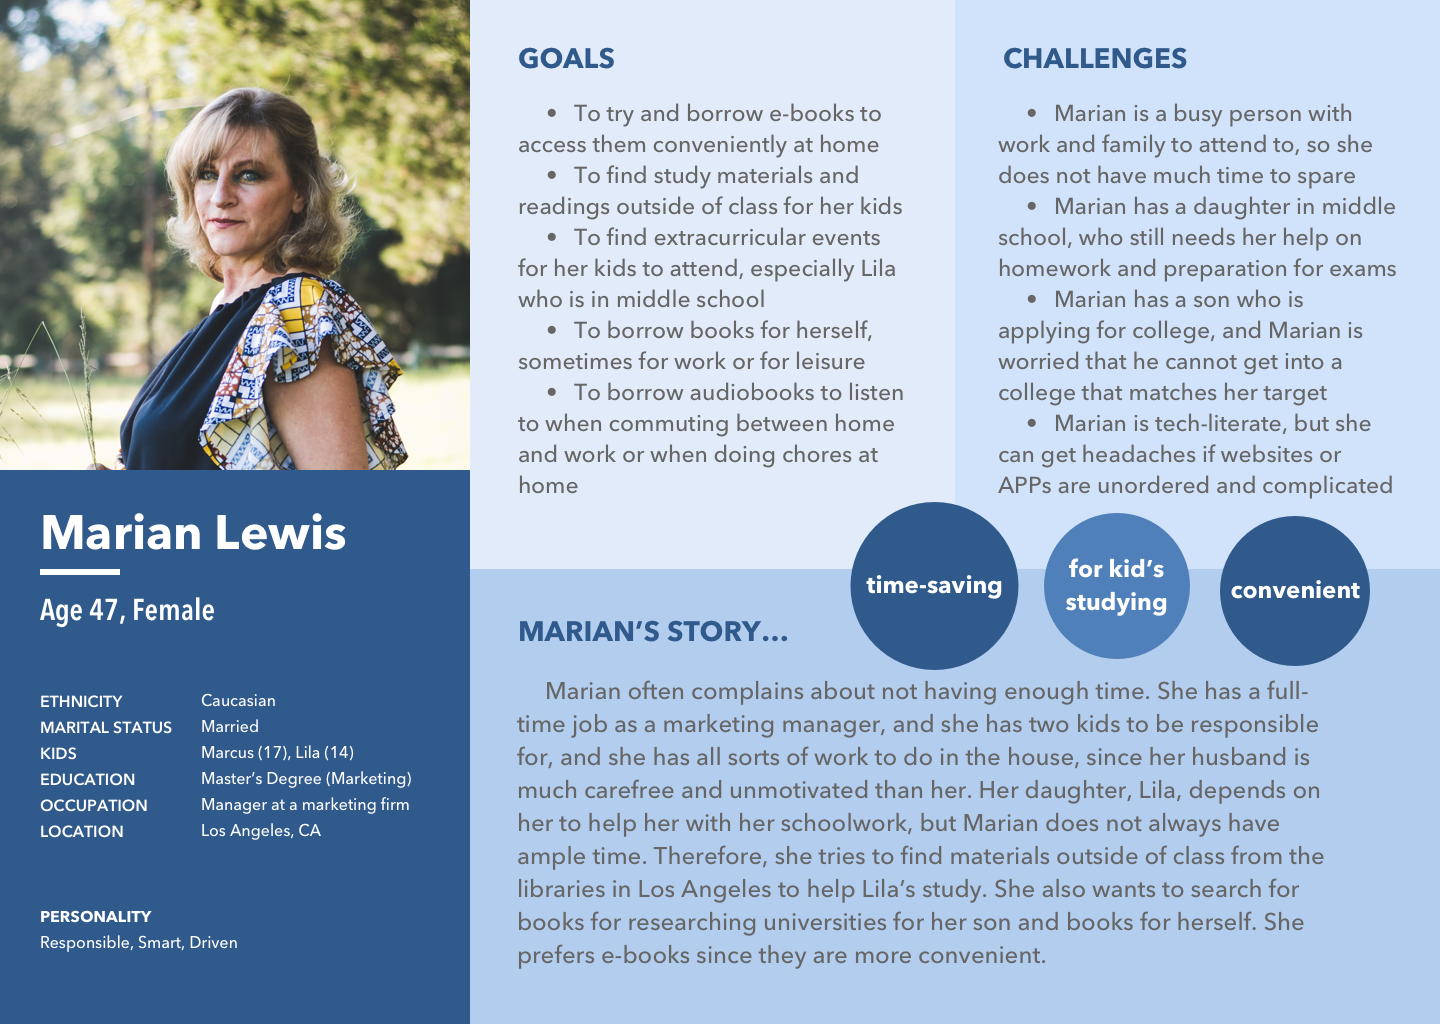 Marian Lewis
Age 47, Female
ETHNICITY Caucasian
MARITAL STATUS Married
KIDS Marcus (17), Lila (14)
EDUCATION Master’s Degree (Marketing)
OCCUPATION Manager at a marketing firm
LOCATION Los Angeles, CA
PERSONALITY
Responsible, Smart, Driven
GOALS
• To try and borrow e-books to
access them conveniently at home
• To find study materials and
readings outside of class for her kids
• To find extracurricular events
for her kids to attend, especially Lila
who is in middle school
• To borrow books for herself,
sometimes for work or for leisure
• To borrow audiobooks to listen
to when commuting between home
and work or when doing chores at
home
CHALLENGES
• Marian is a busy person with
work and family to attend to, so she
does not have much time to spare
• Marian has a daughter in middle
school, who still needs her help on
homework and preparation for exams
• Marian has a son who is
applying for college, and Marian is
worried that he cannot get into a
college that matches her target
• Marian is tech-literate, but she
can get headaches if websites or
APPs are unordered and complicated
time-saving
for kid’s
studying
convenient
MARIAN’S STORY…
Marian often complains about not having enough time. She has a full-
time job as a marketing manager, and she has two kids to be responsible
for, and she has all sorts of work to do in the house, since her husband is
much carefree and unmotivated than her. Her daughter, Lila, depends on
her to help her with her schoolwork, but Marian does not always have
ample time. Therefore, she tries to find materials outside of class from the
libraries in Los Angeles to help Lila’s study. She also wants to search for
books for researching universities for her son and books for herself. She
prefers e-books since they are more convenient.